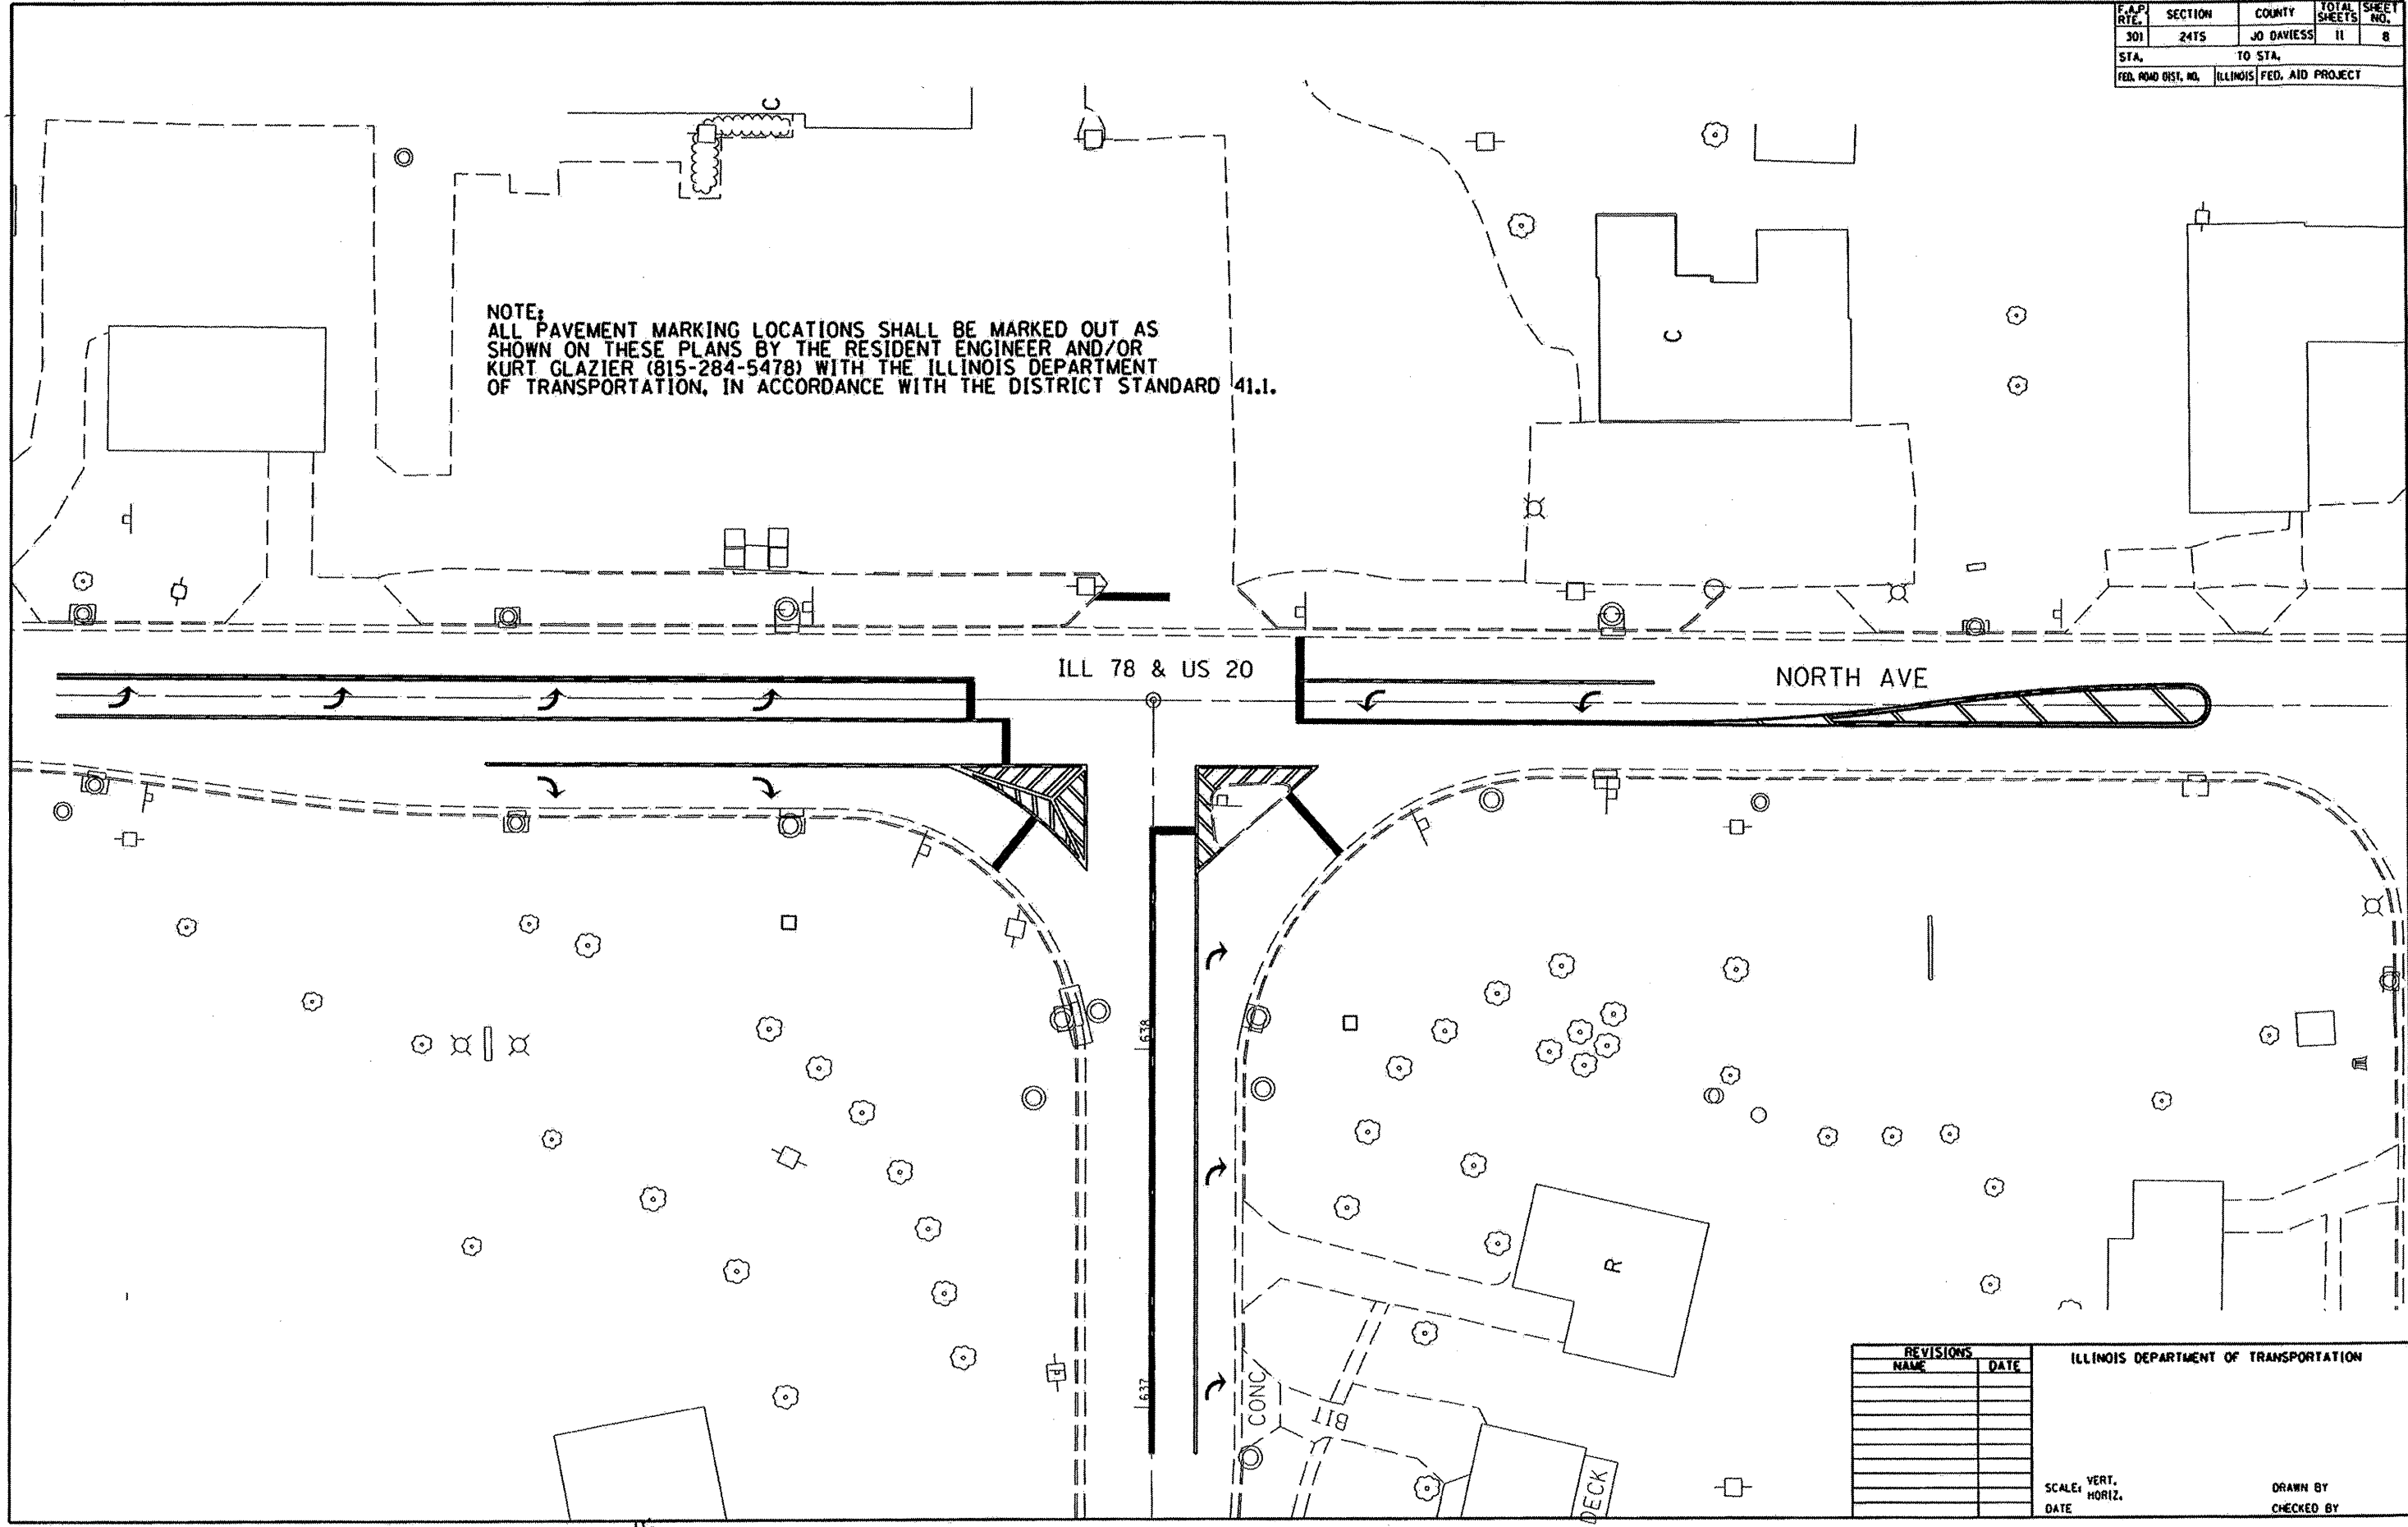 F.A.P. RTE. SECTION COUNTY TOTAL SHEETS SHEET NO.
301 24TS JO DAVIESS 11 8
STA. TO STA.
FED. ROAD DIST. NO. ILLINOIS FED. AID PROJECT
C
NOTE:
ALL PAVEMENT MARKING LOCATIONS SHALL BE MARKED OUT AS
SHOWN ON THESE PLANS BY THE RESIDENT ENGINEER AND/OR
KURT GLAZIER (815-284-5478) WITH THE ILLINOIS DEPARTMENT
OF TRANSPORTATION, IN ACCORDANCE WITH THE DISTRICT STANDARD 41.1.
C
ILL 78 & US 20
NORTH AVE
638
R
637
CONC
BIT
DECK
REVISIONS
NAME DATE
ILLINOIS DEPARTMENT OF TRANSPORTATION
SCALE: VERT.
HORIZ.
DRAWN BY
DATE
CHECKED BY